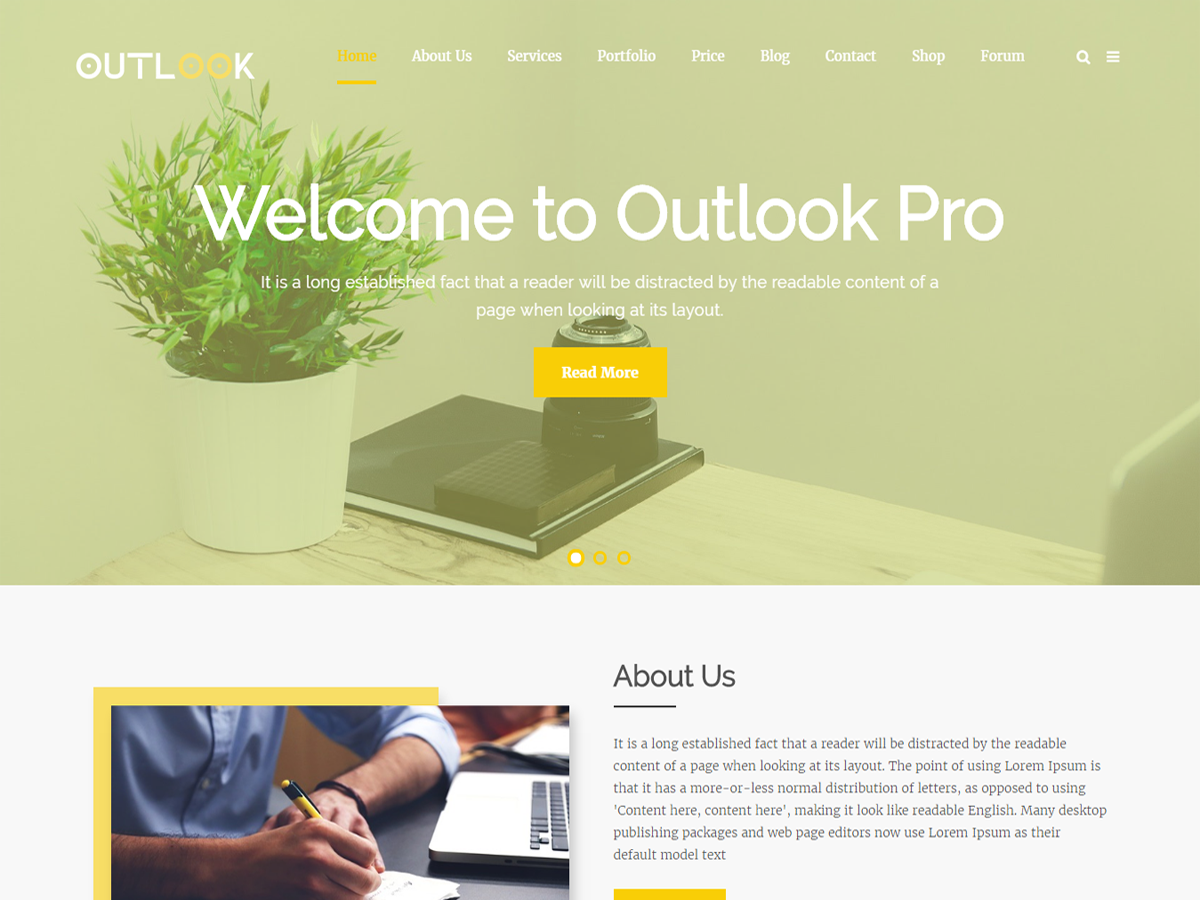 OUTLOOK
Home About Us Services Portfolio Price Blog Contact Shop Forum
Welcome to Outlook Pro
It is a long established fact that a reader will be distracted by the readable content of a
page when looking at its layout.
Read More
About Us
It is a long established fact that a reader will be distracted by the readable
content of a page when looking at its layout. The point of using Lorem Ipsum is
that it has a more-or-less normal distribution of letters, as opposed to using
'Content here, content here', making it look like readable English. Many desktop
publishing packages and web page editors now use Lorem Ipsum as their
default model text